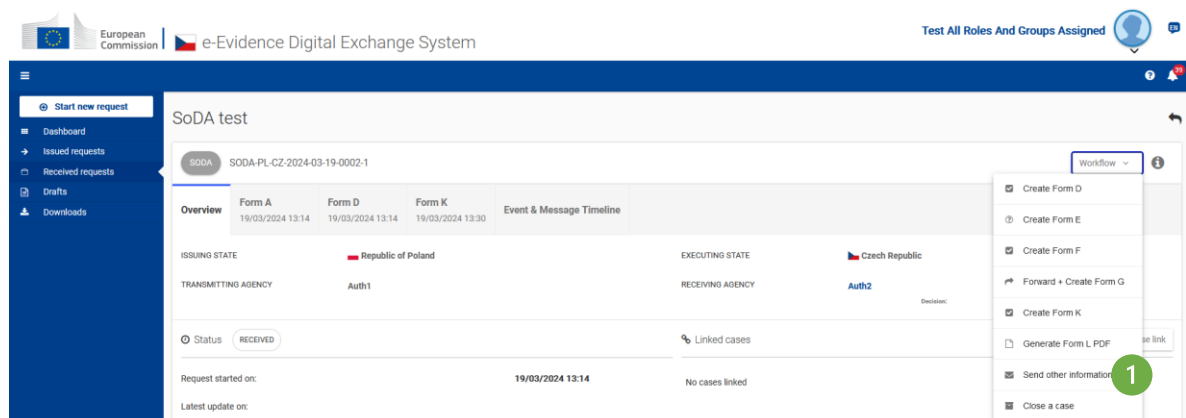 European
Commission
e-Evidence Digital Exchange System
Test All Roles And Groups Assigned
EN
39
Start new request
Dashboard
Issued requests
Received requests
Drafts
Downloads
SoDA test
SODA
SODA-PL-CZ-2024-03-19-0002-1
Workflow
Overview
Form A
19/03/2024 13:14
Form D
19/03/2024 13:14
Form K
19/03/2024 13:30
Event & Message Timeline
ISSUING STATE
Republic of Poland
EXECUTING STATE
Czech Republic
TRANSMITTING AGENCY
Auth1
RECEIVING AGENCY
Auth2
Decision:
Status
RECEIVED
Linked cases
se link
Request started on:
19/03/2024 13:14
No cases linked
Latest update on:
Create Form D
Create Form E
Create Form F
Forward + Create Form G
Create Form K
Generate Form L PDF
Send other information
1
Close a case